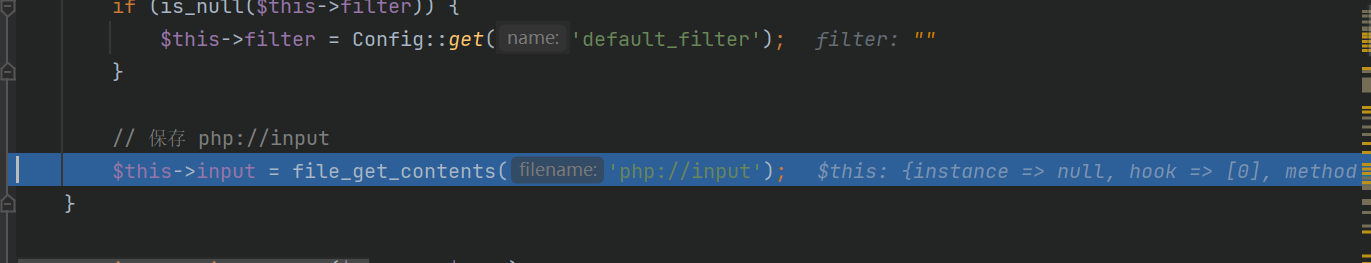 if (is_null($this->filter)) {
$this->filter = Config::get( name: 'default_filter'); filter: ""
}
// 保存 php://input
$this->input = file_get_contents( filename: 'php://input'); $this: {instance => null, hook => [0], method
}